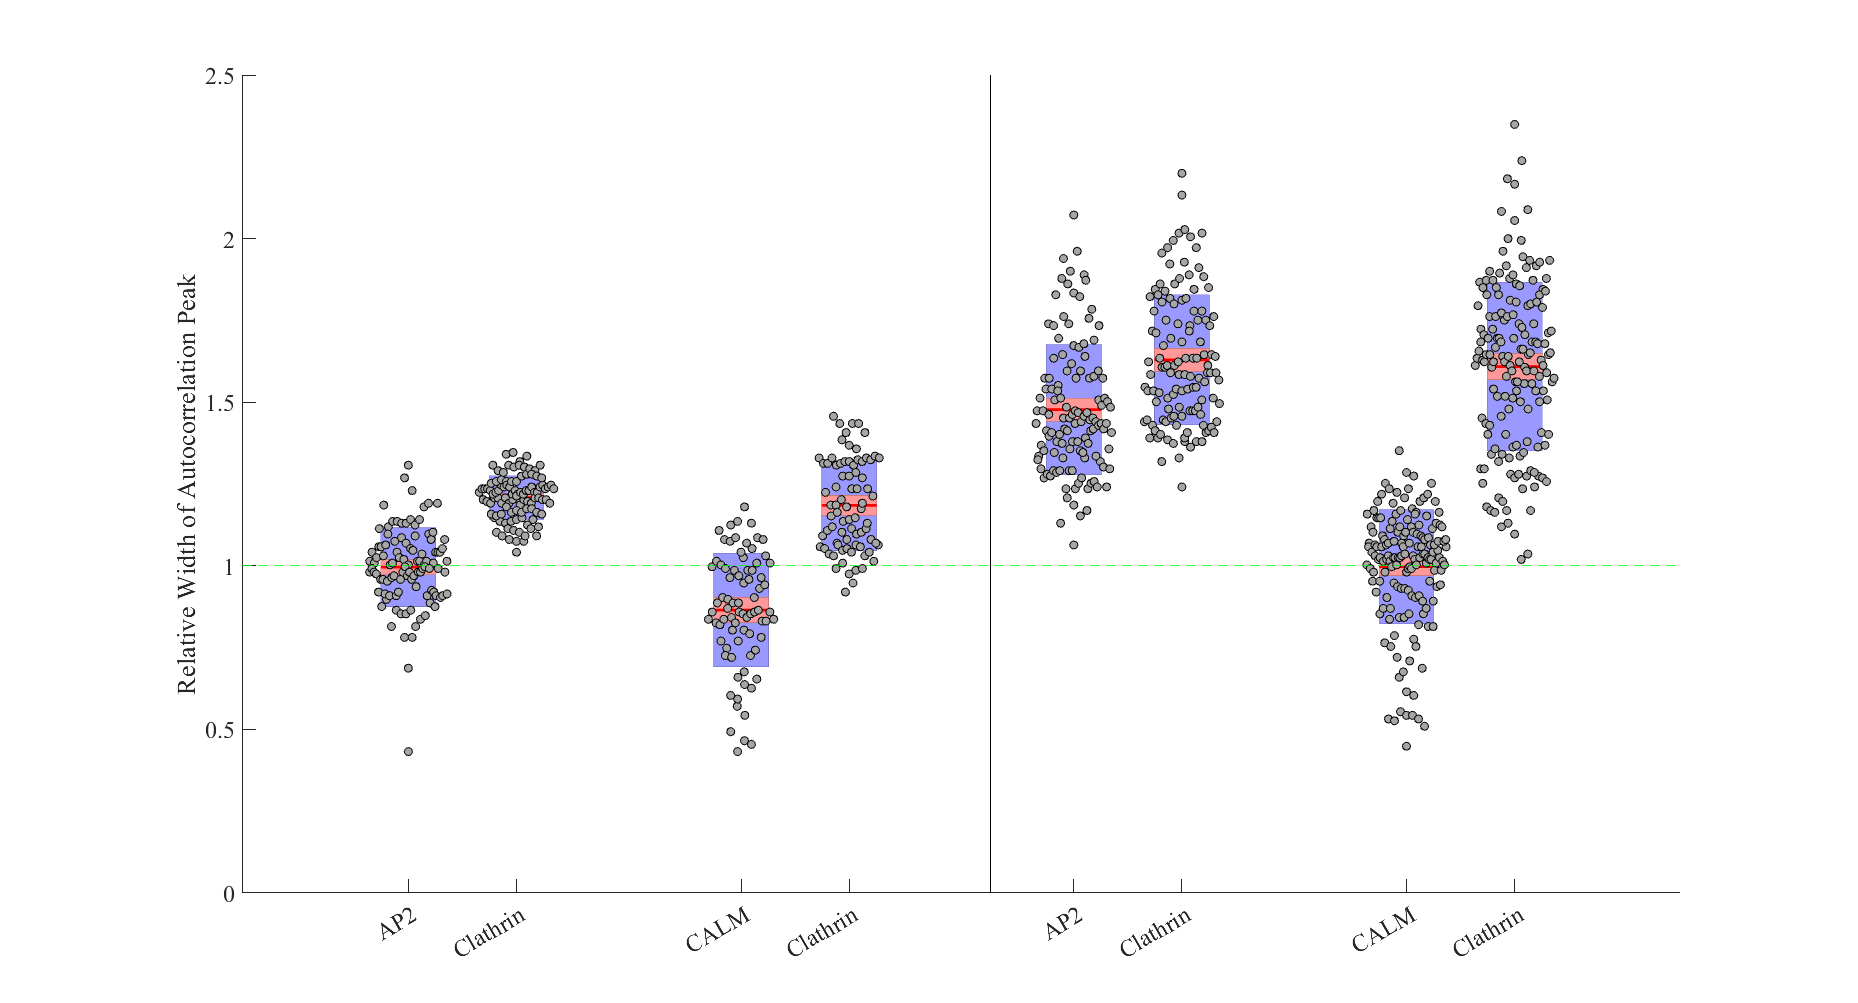 2.5
2
1.5
1
0.5
0
Relative Width of Autocorrelation Peak
AP2
Clathrin
CALM
Clathrin
AP2
Clathrin
CALM
Clathrin